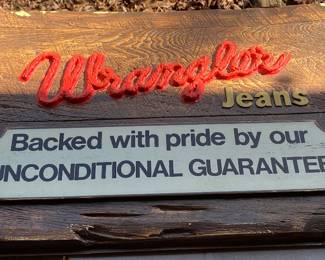 Wrangler
Jeans
Backed with pride by our
UNCONDITIONAL GUARANTEE